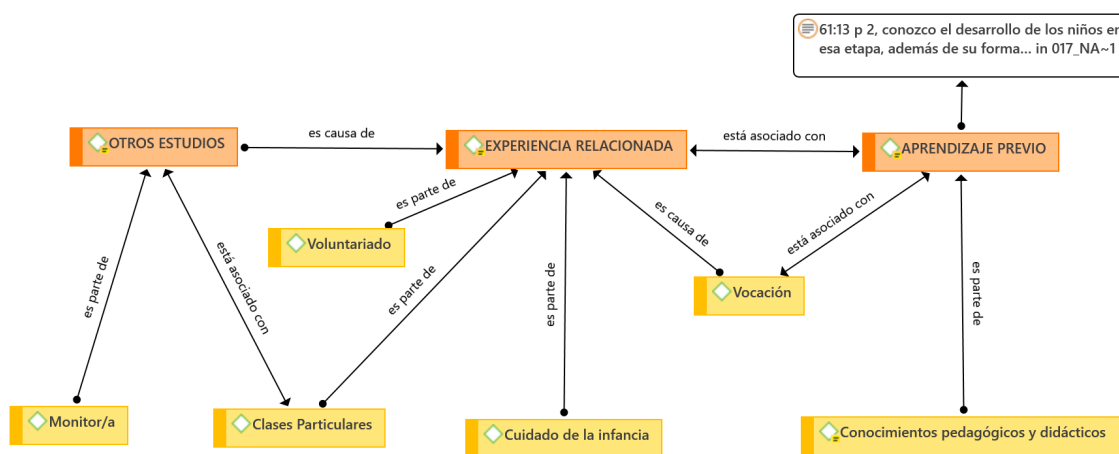 61:13 p 2, conozco el desarrollo de los niños en
esa etapa, además de su forma... in 017_NA~1
OTROS ESTUDIOS
es causa de
EXPERIENCIA RELACIONADA
está asociado con
APRENDIZAJE PREVIO
es parte de
Voluntariado
es causa de
está asociado con
Vocación
es parte de
está asociado con
es parte de
es parte de
es parte de
Monitor/a
Clases Particulares
Cuidado de la infancia
Conocimientos pedagógicos y didácticos